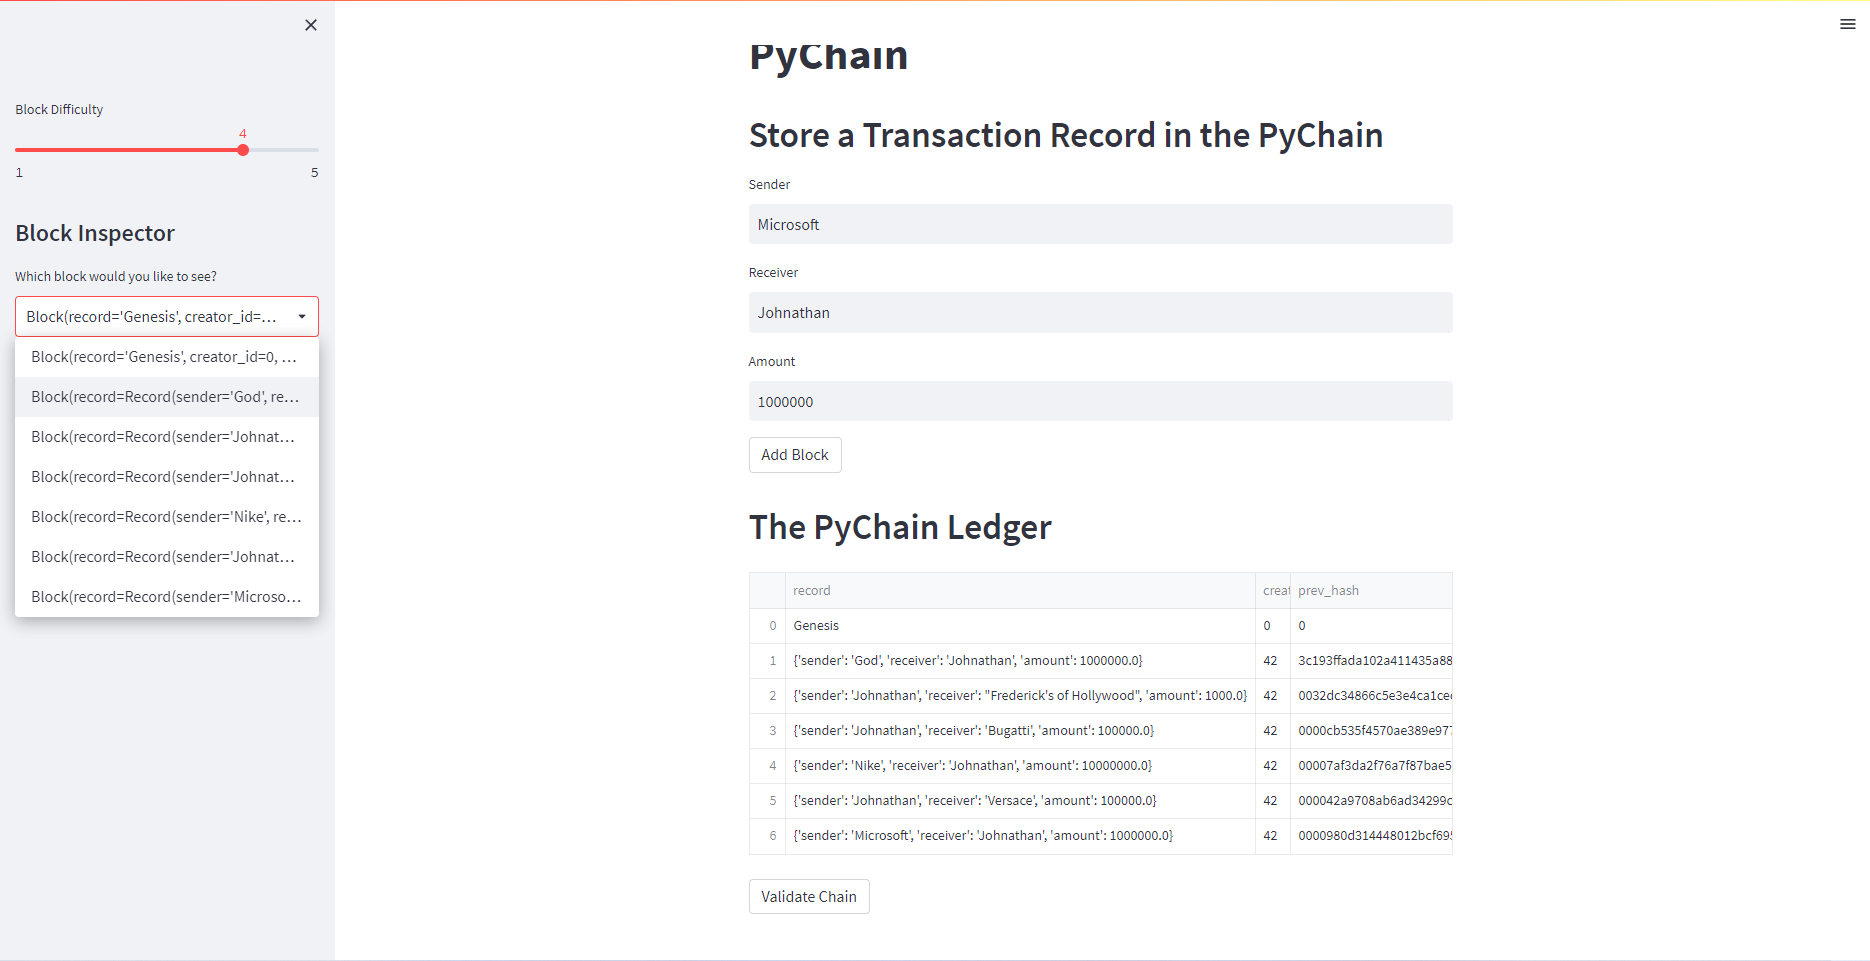 Block Difficulty
4
1 5
Block Inspector
Which block would you like to see?
Block(record='Genesis', creator_id=...
Block(record='Genesis', creator_id=0, ...
Block(record=Record(sender='God', re...
Block(record=Record(sender='Johnat...
Block(record=Record(sender='Johnat...
Block(record=Record(sender='Nike', re...
Block(record=Record(sender='Johnat...
Block(record=Record(sender='Microso...
PyChain
Store a Transaction Record in the PyChain
Sender
Microsoft
Receiver
Johnathan
Amount
1000000
Add Block
The PyChain Ledger
record creat prev_hash
0 Genesis 0 0
1 {'sender': 'God', 'receiver': 'Johnathan', 'amount': 1000000.0} 42 3c193ffada102a411435a88
2 {'sender': 'Johnathan', 'receiver': "Frederick's of Hollywood", 'amount': 1000.0} 42 0032dc34866c5e3e4ca1ce
3 {'sender': 'Johnathan', 'receiver': 'Bugatti', 'amount': 100000.0} 42 0000cb535f4570ae389e977
4 {'sender': 'Nike', 'receiver': 'Johnathan', 'amount': 10000000.0} 42 00007af3da2f76a7f87bae5
5 {'sender': 'Johnathan', 'receiver': 'Versace', 'amount': 100000.0} 42 000042a9708ab6ad34299c
6 {'sender': 'Microsoft', 'receiver': 'Johnathan', 'amount': 1000000.0} 42 0000980d314448012bcf695
Validate Chain